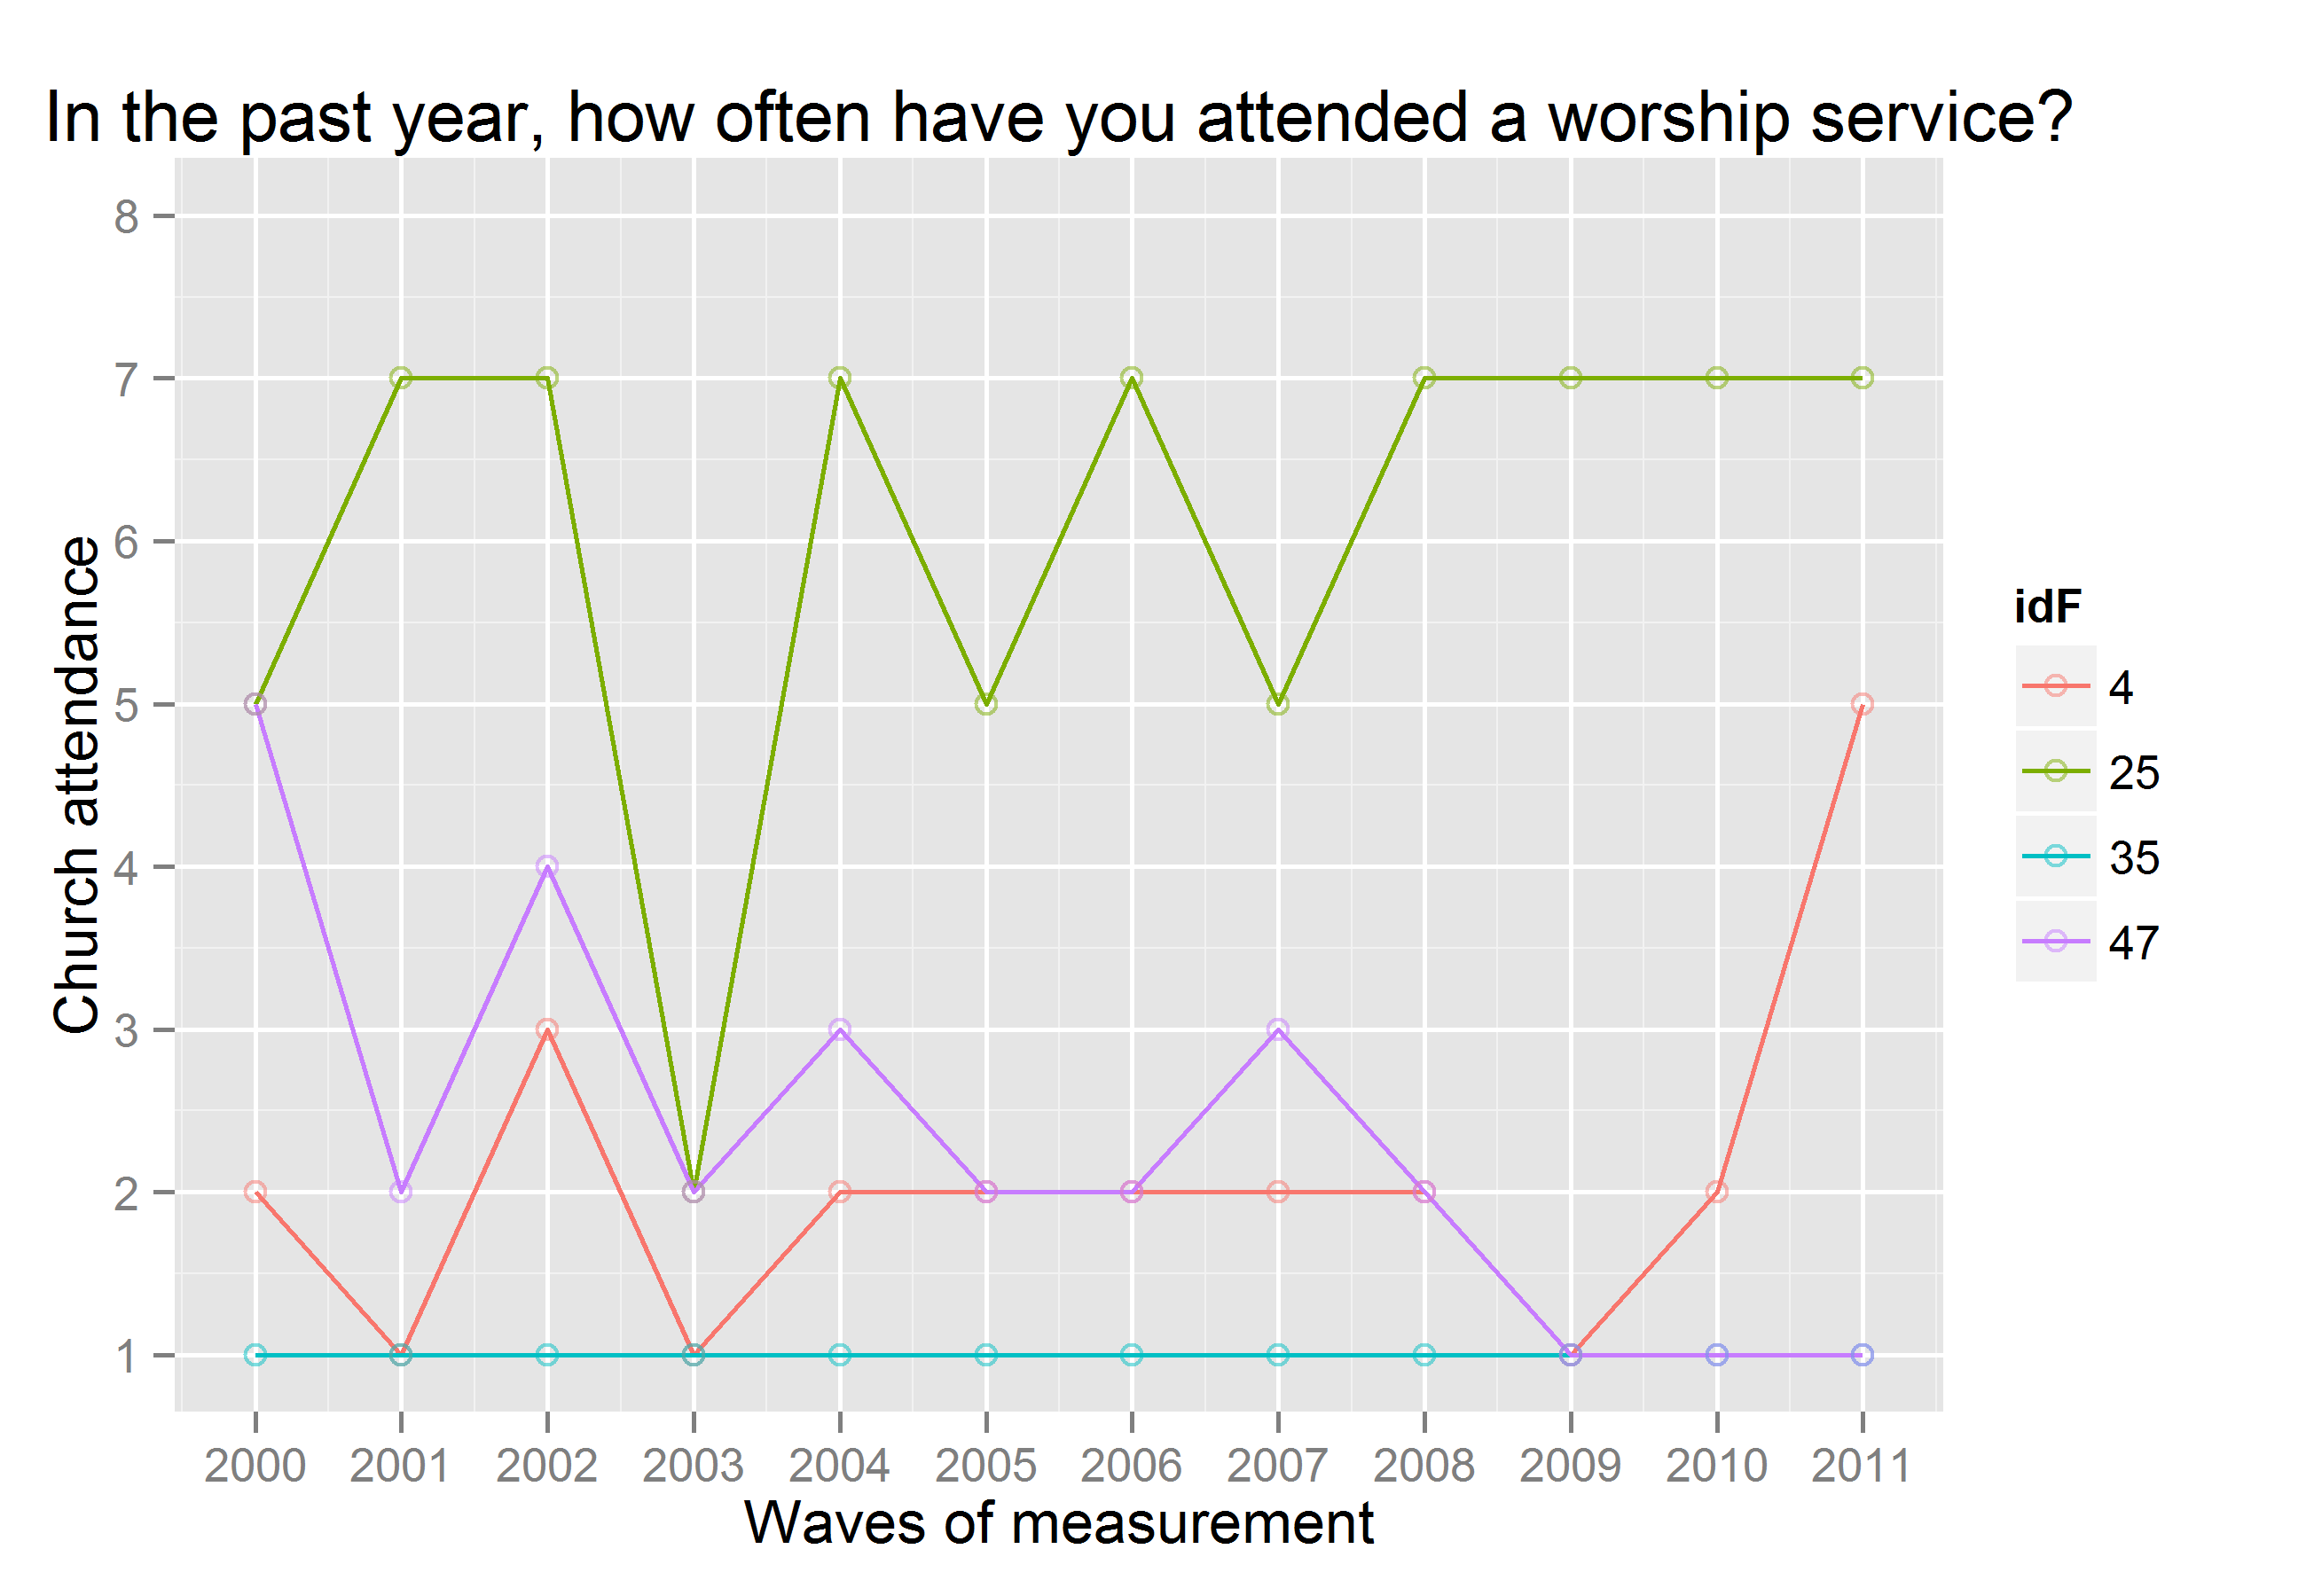 In the past year, how often have you attended a worship service?
Church attendance
8
7
6
5
4
3
2
1
2000 2001 2002 2003 2004 2005 2006 2007 2008 2009 2010 2011
Waves of measurement
idF
4
25
35
47